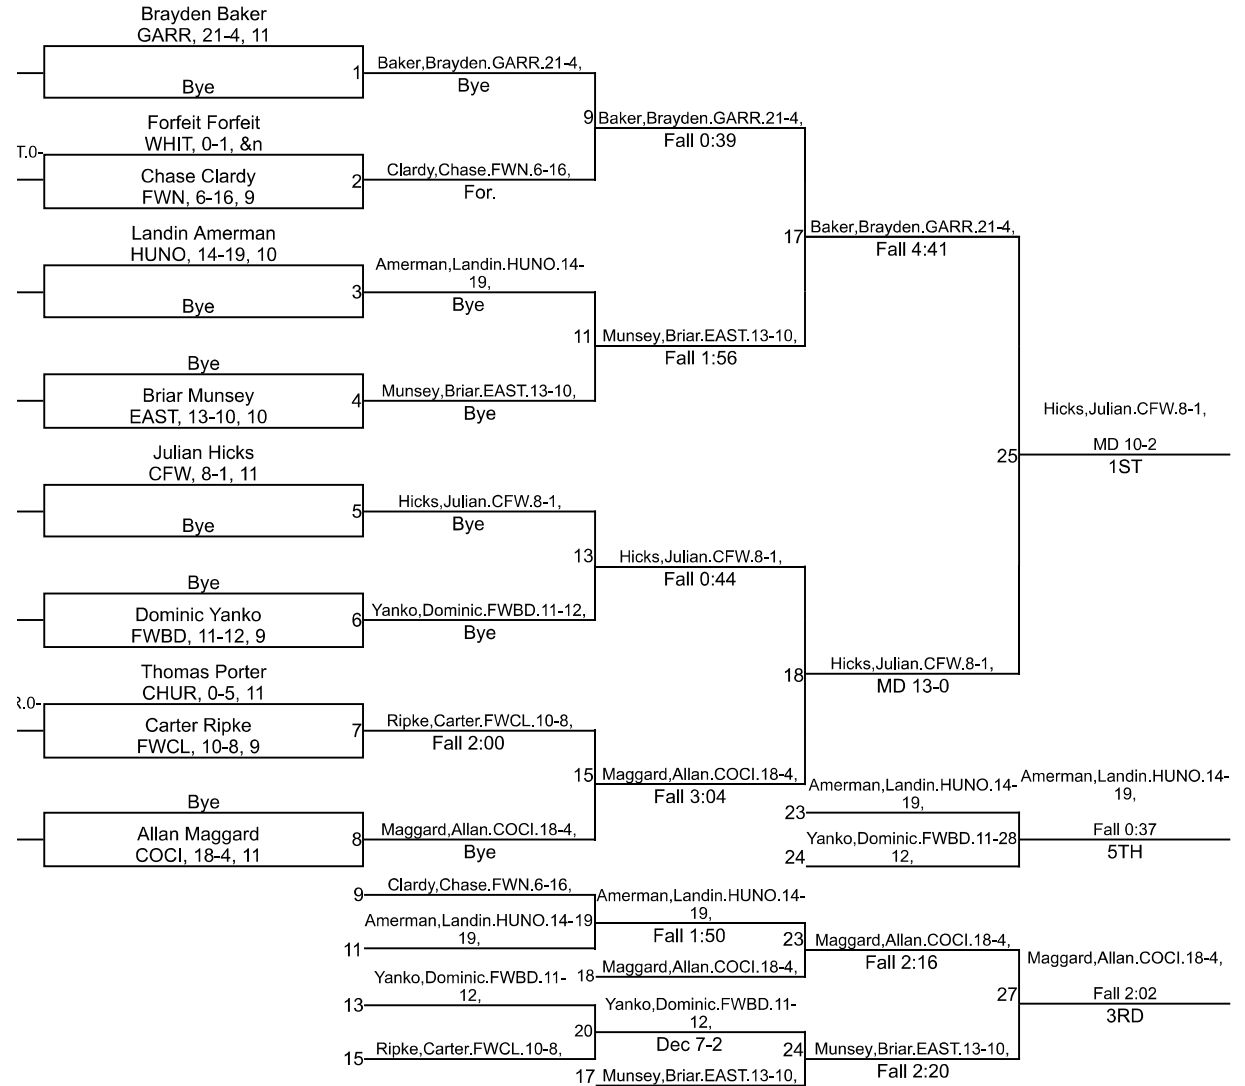 Brayden Baker
GARR, 21-4, 11
1
Bye
Baker,Brayden.GARR.21-4,
Bye
Forfeit Forfeit
WHIT, 0-1, &n
T.0-
Chase Clardy
FWN, 6-16, 9
2
Clardy,Chase.FWN.6-16,
For.
9
Baker,Brayden.GARR.21-4,
Fall 0:39
Landin Amerman
HUNO, 14-19, 10
3
Bye
Amerman,Landin.HUNO.14-
19,
Bye
Bye
Briar Munsey
EAST, 13-10, 10
4
Munsey,Briar.EAST.13-10,
Bye
11
Munsey,Briar.EAST.13-10,
Fall 1:56
17
Baker,Brayden.GARR.21-4,
Fall 4:41
Julian Hicks
CFW, 8-1, 11
5
Bye
Hicks,Julian.CFW.8-1,
Bye
Bye
Dominic Yanko
FWBD, 11-12, 9
6
Yanko,Dominic.FWBD.11-12,
Bye
13
Hicks,Julian.CFW.8-1,
Fall 0:44
Thomas Porter
CHUR, 0-5, 11
R.0-
Carter Ripke
FWCL, 10-8, 9
7
Ripke,Carter.FWCL.10-8,
Fall 2:00
Bye
Allan Maggard
COCI, 18-4, 11
8
Maggard,Allan.COCI.18-4,
Bye
15
Maggard,Allan.COCI.18-4,
Fall 3:04
18
Hicks,Julian.CFW.8-1,
MD 13-0
25
Hicks,Julian.CFW.8-1,
MD 10-2
1ST
23
Amerman,Landin.HUNO.14-
19,
24
Yanko,Dominic.FWBD.11-28
12,
Amerman,Landin.HUNO.14-
19,
Fall 0:37
5TH
9
Clardy,Chase.FWN.6-16,
11
Amerman,Landin.HUNO.14-19
19,
Amerman,Landin.HUNO.14-
19,
Fall 1:50
18
Maggard,Allan.COCI.18-4,
23
Maggard,Allan.COCI.18-4,
Fall 2:16
13
Yanko,Dominic.FWBD.11-
12,
15
Ripke,Carter.FWCL.10-8,
20
Yanko,Dominic.FWBD.11-
12,
Dec 7-2
17
Munsey,Briar.EAST.13-10,
24
Munsey,Briar.EAST.13-10,
Fall 2:20
27
Maggard,Allan.COCI.18-4,
Fall 2:02
3RD